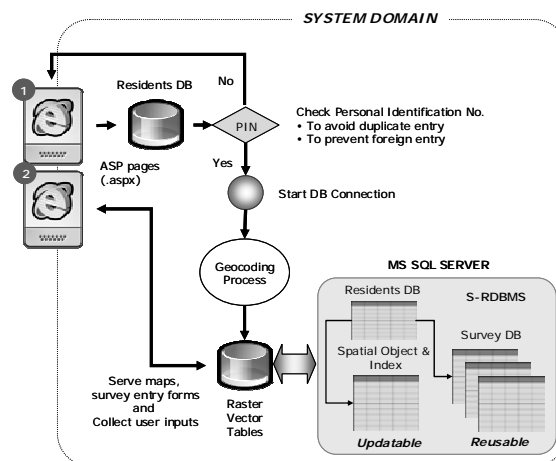 SYSTEM DOMAIN
1
Residents DB
No
PIN
Check Personal Identification No.
• To avoid duplicate entry
• To prevent foreign entry
ASP pages
(.aspx)
Yes
2
Start DB Connection
Geocoding
Process
MS SQL SERVER
Residents DB
S-RDBMS
Survey DB
Spatial Object &
Index
Serve maps,
survey entry forms
and
Collect user inputs
Raster
Vector
Tables
Updatable
Reusable